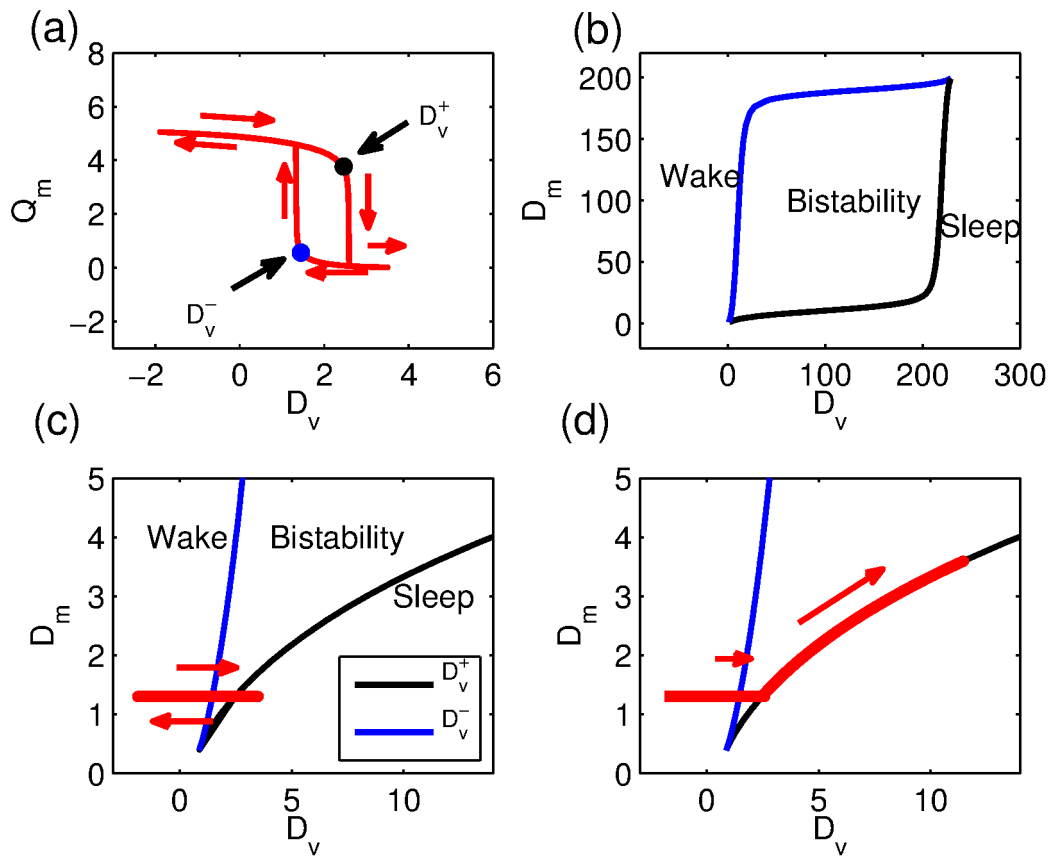 (a)
8
6
4
2
0
−2
Q_m
−2 0 2 4 6
D_v
D_v^+
D_v^−
(b)
200
150
100
50
0
D_m
0 100 200 300
D_v
Wake
Bistability
Sleep
(c)
5
4
3
2
1
0
D_m
0 5 10
D_v
Wake
Bistability
Sleep
D_v^+
D_v^−
(d)
5
4
3
2
1
0
D_m
0 5 10
D_v